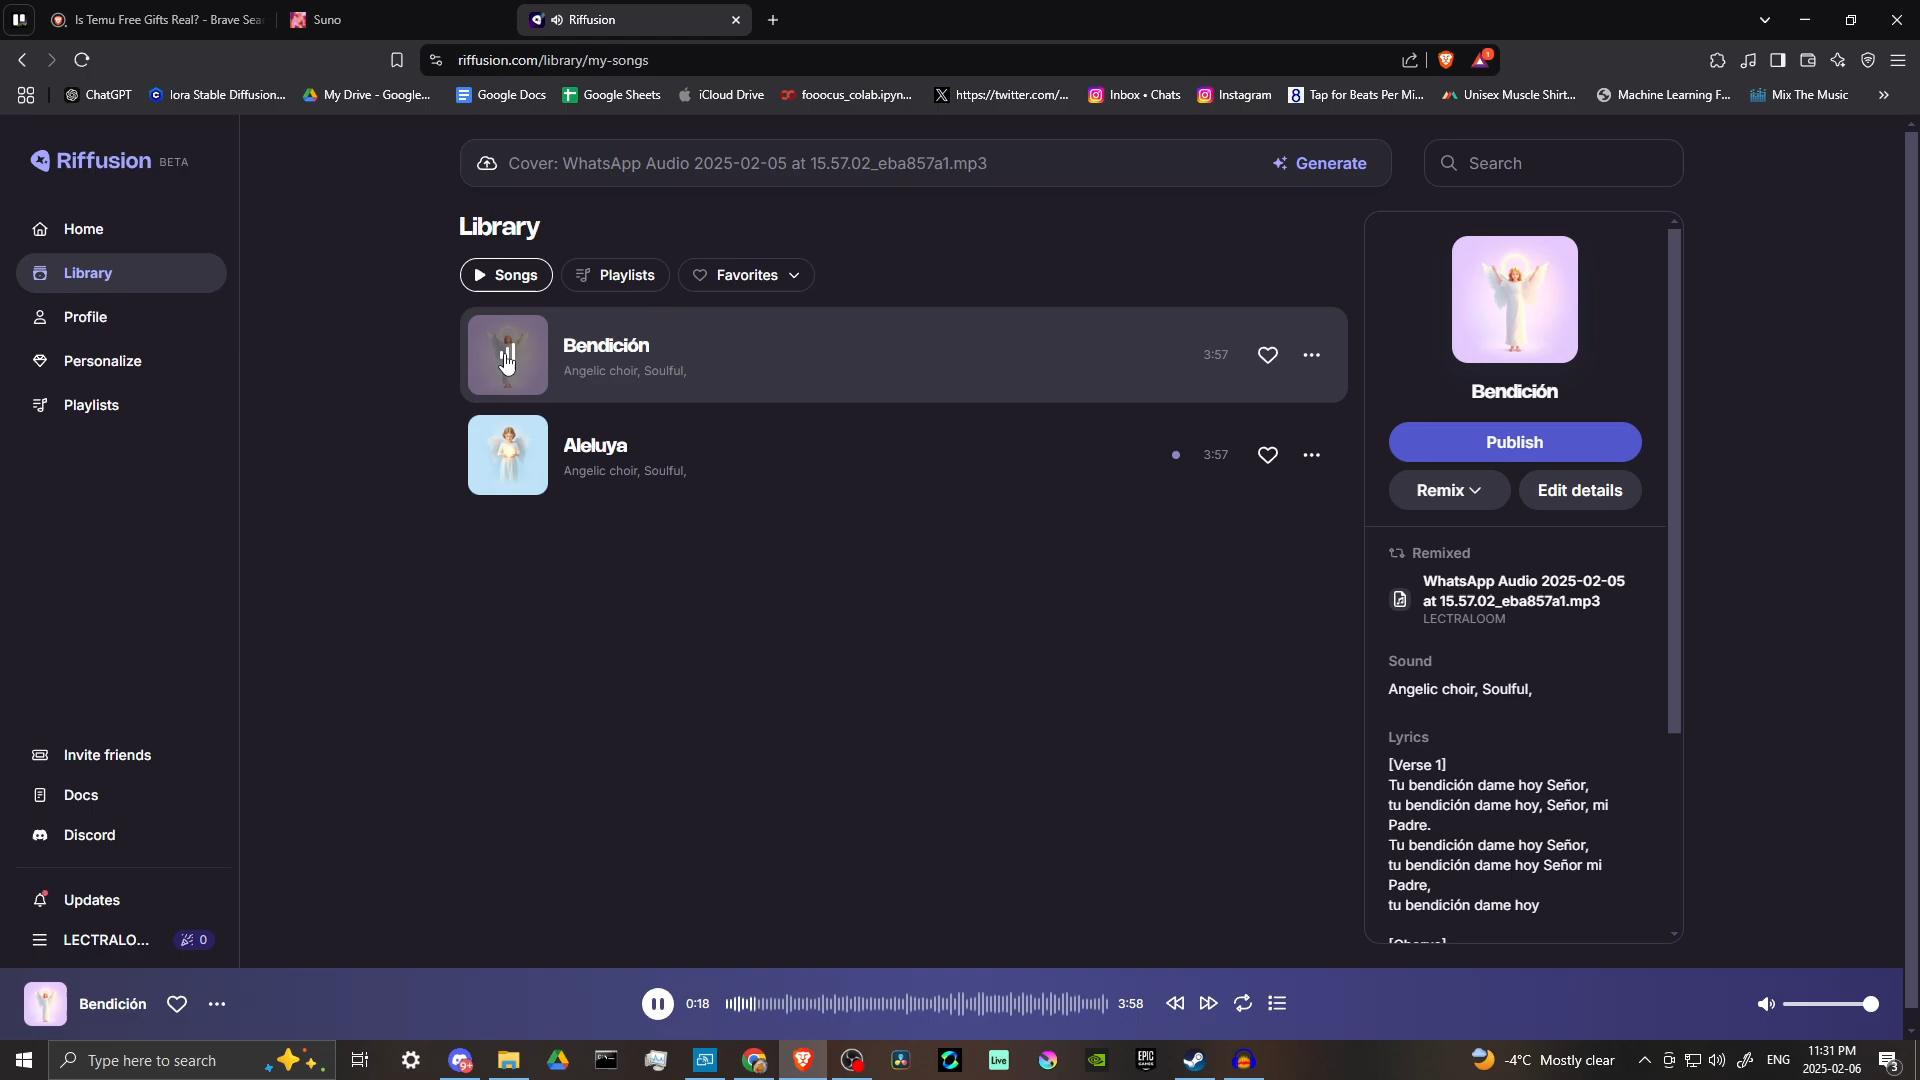 Is Temu Free Gifts Real? - Brave Sea
Suno
Riffusion
riffusion.com/library/my-songs
1
ChatGPT
lora Stable Diffusion...
My Drive - Google...
Google Docs
Google Sheets
iCloud Drive
fooocus_colab.ipyn...
https://twitter.com/...
Inbox • Chats
Instagram
Tap for Beats Per Mi...
Unisex Muscle Shirt...
Machine Learning F...
Mix The Music
Riffusion BETA
Cover: WhatsApp Audio 2025-02-05 at 15.57.02_eba857a1.mp3
Generate
Search
Home
Library
Profile
Personalize
Playlists
Library
Songs
Playlists
Favorites
Bendición
Angelic choir, Soulful,
3:57
Aleluya
Angelic choir, Soulful,
3:57
Bendición
Publish
Remix
Edit details
Remixed
WhatsApp Audio 2025-02-05
at 15.57.02_eba857a1.mp3
LECTRALOOM
Sound
Angelic choir, Soulful,
Lyrics
[Verse 1]
Tu bendición dame hoy Señor,
tu bendición dame hoy, Señor, mi
Padre.
Tu bendición dame hoy Señor,
tu bendición dame hoy Señor mi
Padre,
tu bendición dame hoy
[Chorus]
Invite friends
Docs
Discord
Updates
LECTRALO...
0
Bendición
0:18
3:58
Type here to search
9+
Live
EPIC
GAMES
-4°C Mostly clear
ENG
11:31 PM
2025-02-06
3